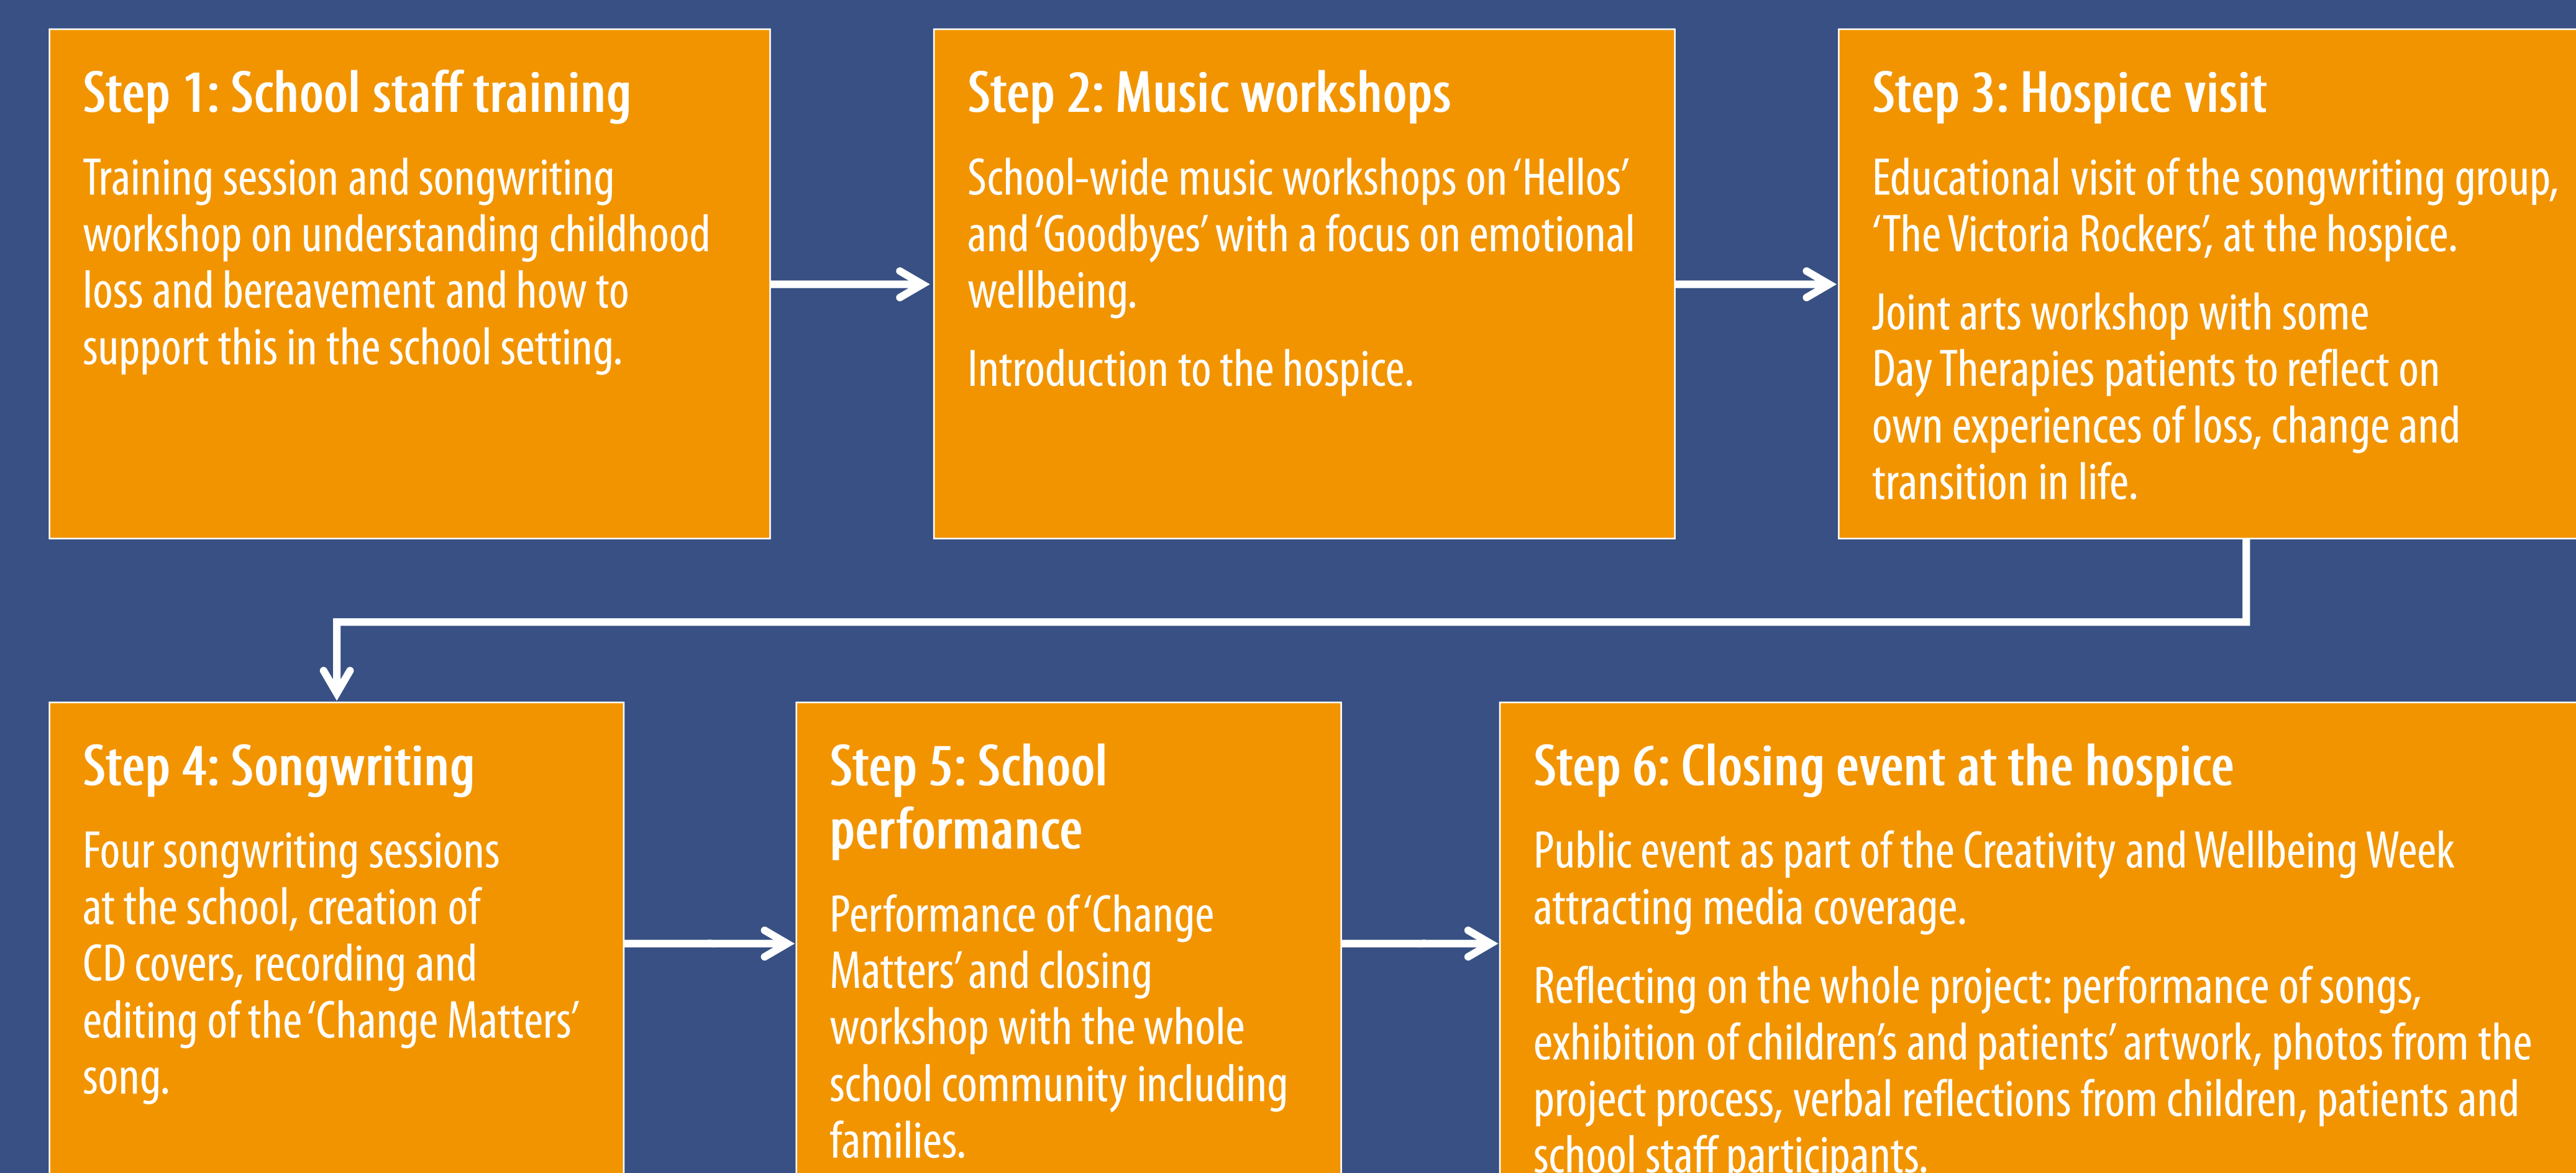 Step 1: School staff training
Training session and songwriting
workshop on understanding childhood
loss and bereavement and how to
support this in the school setting.
Step 2: Music workshops
School-wide music workshops on ‘Hellos’
and ‘Goodbyes’ with a focus on emotional
wellbeing.
Introduction to the hospice.
Step 3: Hospice visit
Educational visit of the songwriting group,
‘The Victoria Rockers’, at the hospice.
Joint arts workshop with some
Day Therapies patients to reflect on
own experiences of loss, change and
transition in life.
Step 4: Songwriting
Four songwriting sessions
at the school, creation of
CD covers, recording and
editing of the ‘Change Matters’
song.
Step 5: School
performance
Performance of ‘Change
Matters’ and closing
workshop with the whole
school community including
families.
Step 6: Closing event at the hospice
Public event as part of the Creativity and Wellbeing Week
attracting media coverage.
Reflecting on the whole project: performance of songs,
exhibition of children’s and patients’ artwork, photos from the
project process, verbal reflections from children, patients and
school staff participants.